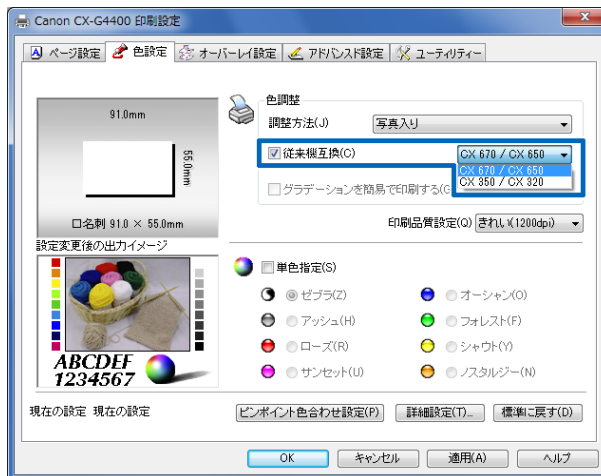 Canon CX-G4400 印刷設定
ページ設定 色設定 オーバーレイ設定 アドバンスド設定 ユーティリティー
91.0mm
55.0mm
口名刺 91.0 × 55.0mm
設定変更後の出力イメージ
ABCDEF
1234567
現在の設定 現在の設定
色調整
調整方法(J) 写真入り
従来機互換(C) CX 670 / CX 650
CX 670 / CX 650
CX 350 / CX 320
グラデーションを簡易で印刷する(G
印刷品質設定(Q) きれい(1200dpi)
単色指定(S)
ゼブラ(Z) オーシャン(O)
アッシュ(H) フォレスト(F)
ローズ(R) シャウト(Y)
サンセット(U) ノスタルジー(N)
ピンポイント色合わせ設定(P) 詳細設定(T)... 標準に戻す(D)
OK キャンセル 適用(A) ヘルプ